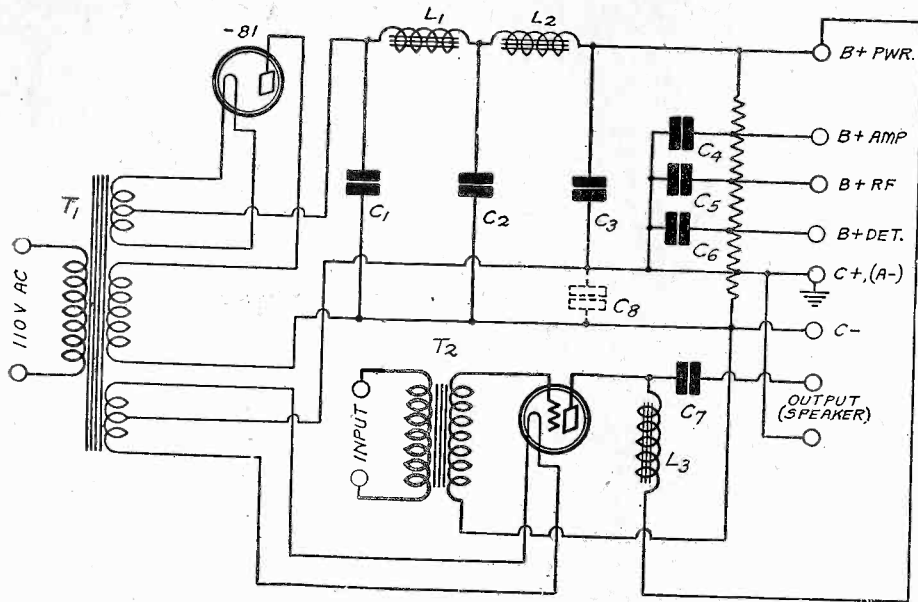 -81
L1
L2
B+ PWR.
B+ AMP
C4
B+ RF
T1
C1
C2
C3
C5
C6
B+ DET.
C+,(A-)
C8
110V AC
C-
T2
INPUT
C7
OUTPUT
(SPEAKER)
L3